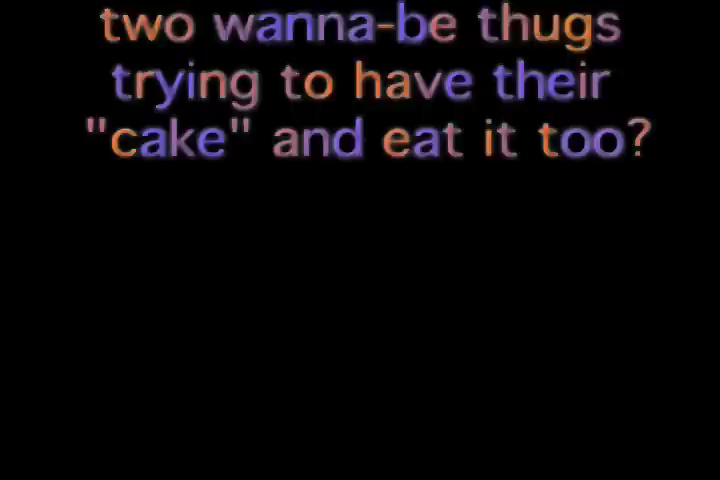 two wanna-be thugs
trying to have their
"cake" and eat it too?